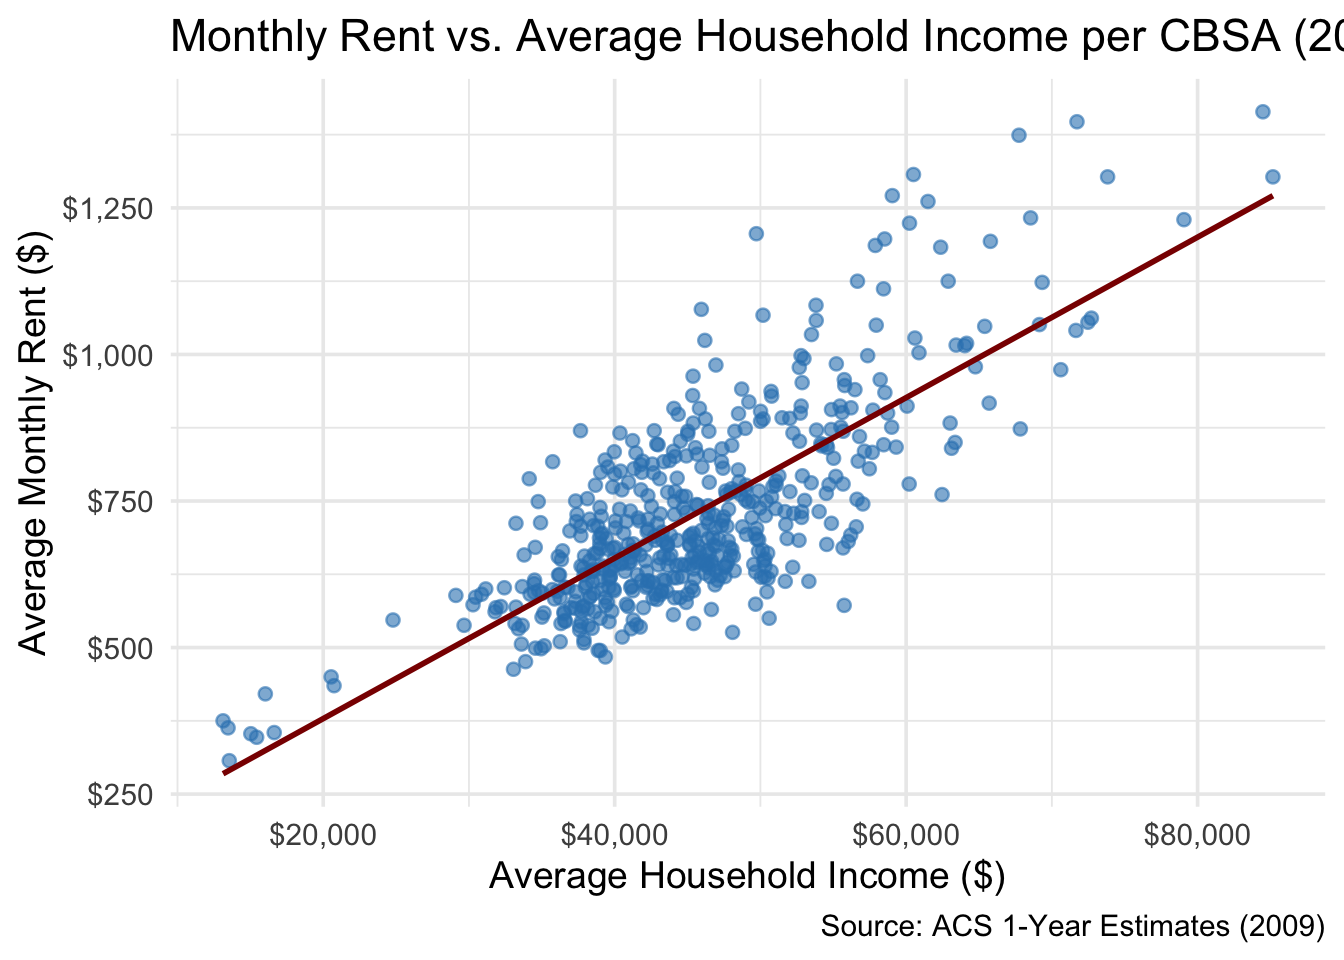 Monthly Rent vs. Average Household Income per CBSA (20
Average Monthly Rent ($)
$1,250
$1,000
$750
$500
$250
$20,000 $40,000 $60,000 $80,000
Average Household Income ($)
Source: ACS 1-Year Estimates (2009)